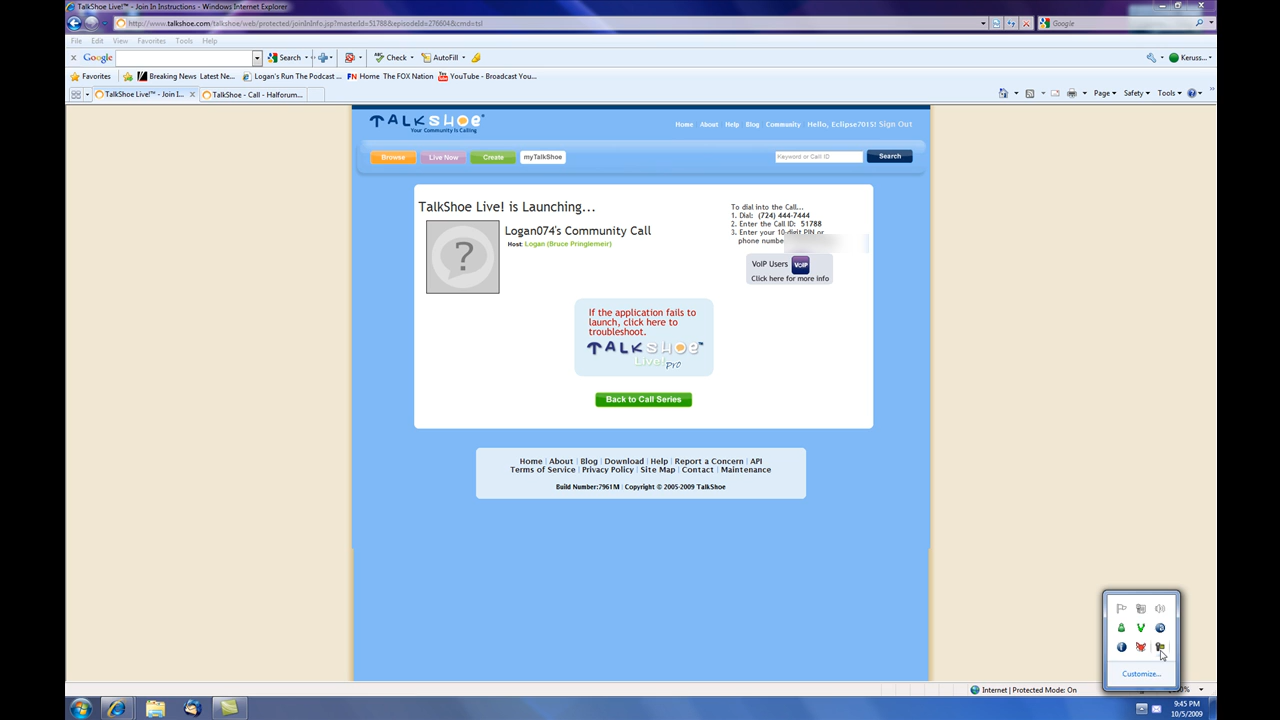 TalkShoe Live!™ - Join In Instructions - Windows Internet Explorer
http://www.talkshoe.com/talkshoe/web/protected/joinInInfo.jsp?masterId=51788&episodeId=276604&cmd=tsl
Google
File Edit View Favorites Tools Help
x Google Search Check AutoFill Keruss...
Favorites Breaking News Latest Ne... Logan's Run The Podcast ... FN Home The FOX Nation YouTube - Broadcast You...
TalkShoe Live!™ - Join I... x TalkShoe - Call - Halforum... Page Safety Tools
TALKSHOE
Your Community Is Calling
Home About Help Blog Community Hello, Eclipse7015! Sign Out
Browse Live Now Create myTalkShoe Keyword or Call ID Search
TalkShoe Live! is Launching...
Logan074's Community Call
Host: Logan (Bruce Pringlemeir)
To dial into the Call...
1. Dial: (724) 444-7444
2. Enter the Call ID: 51788
3. Enter your 10-digit PIN or
phone numbe
VoIP Users VoIP
Click here for more info
If the application fails to
launch, click here to
troubleshoot.
TALKSHOE™
Live! Pro
Back to Call Series
Home | About | Blog | Download | Help | Report a Concern | API
Terms of Service | Privacy Policy | Site Map | Contact | Maintenance
Build Number:7961M | Copyright © 2005-2009 TalkShoe
Customize...
Internet | Protected Mode: On
9:45 PM
10/5/2009